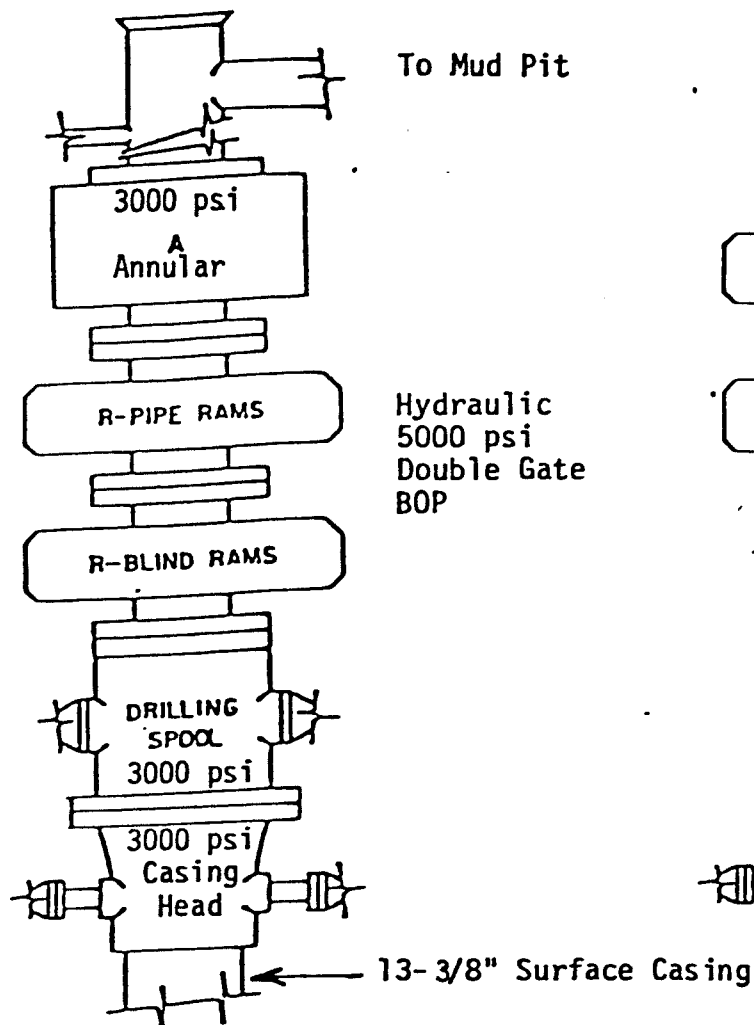 To Mud Pit
3000 psi
A
Annular
R-PIPE RAMS
Hydraulic
5000 psi
Double Gate
BOP
R-BLIND RAMS
DRILLING
SPOOL
3000 psi
3000 psi
Casing
Head
13-3/8" Surface Casing